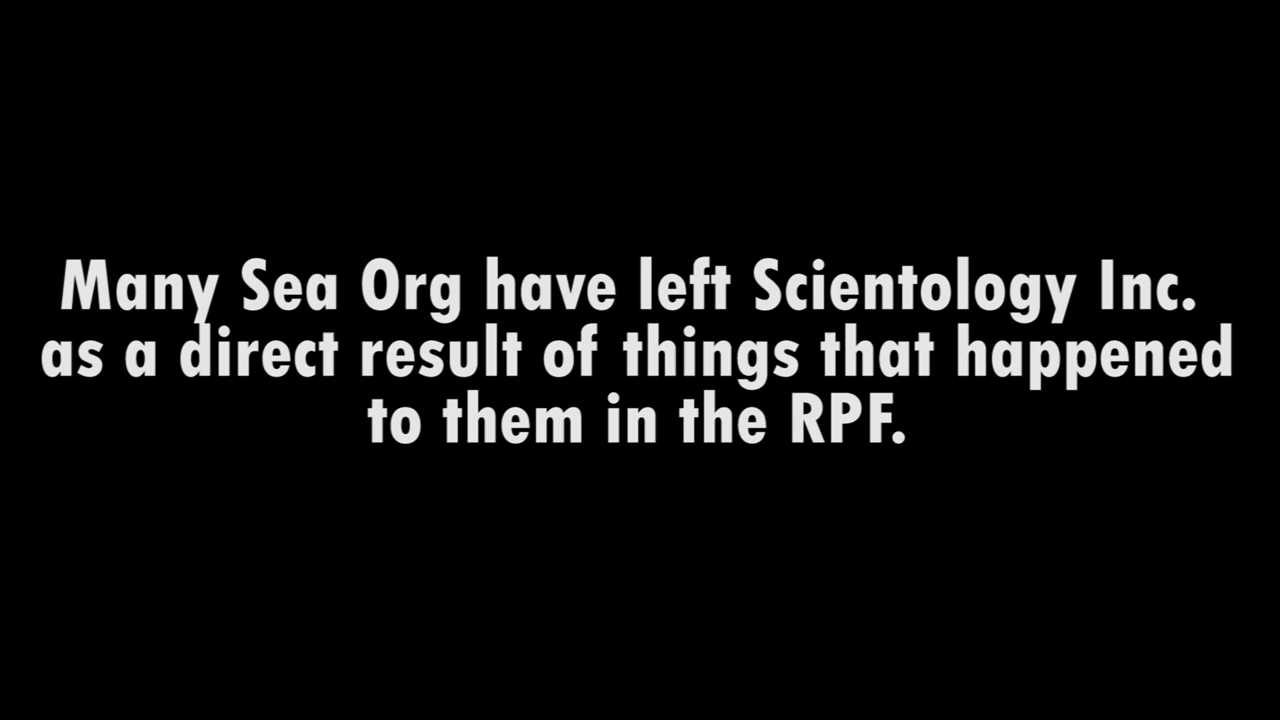 Many Sea Org have left Scientology Inc.
as a direct result of things that happened
to them in the RPF.